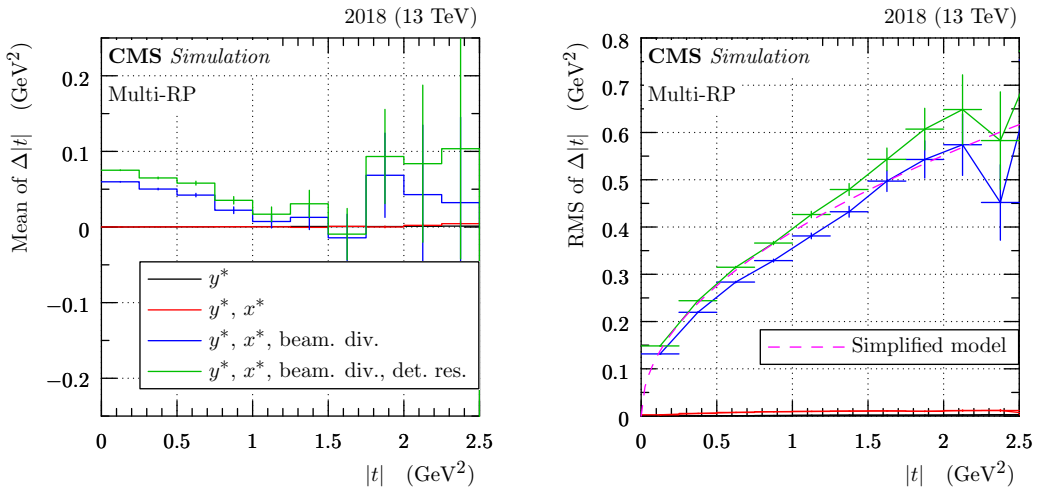 2018 (13 TeV)
CMS Simulation
Multi-RP
Mean of Δ|t| (GeV²)
0.2
0.1
0
−0.1
−0.2
y*
y*, x*
y*, x*, beam. div.
y*, x*, beam. div., det. res.
0 0.5 1 1.5 2 2.5
|t| (GeV²)
2018 (13 TeV)
CMS Simulation
Multi-RP
RMS of Δ|t| (GeV²)
0.8
0.7
0.6
0.5
0.4
0.3
0.2
0.1
0
Simplified model
0 0.5 1 1.5 2 2.5
|t| (GeV²)